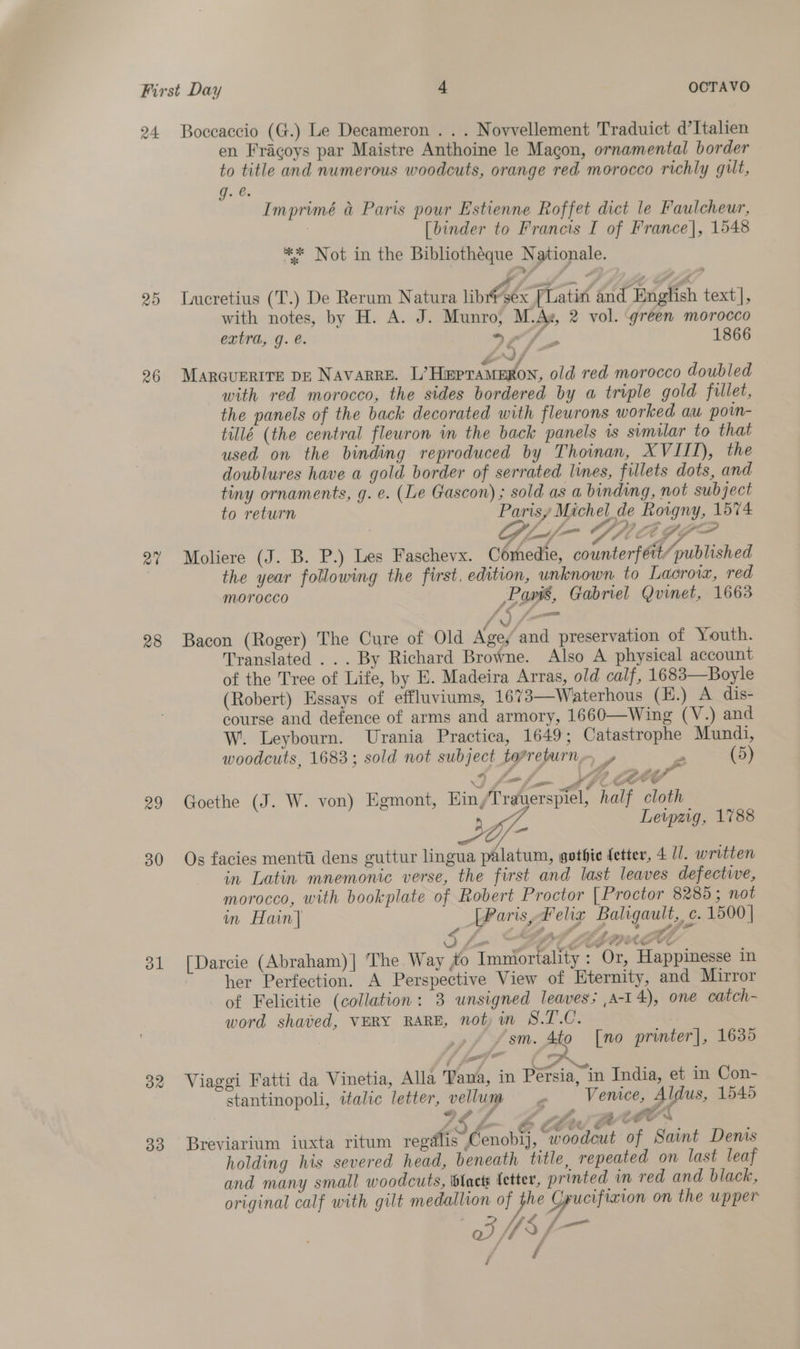 First Day 4 OCTAVO
24 Boccaccio (G.) Le Decameron . . . Novvellement Traduict d'Italien
en Frãçoys par Maistre Anthoine le Maçon, ornamental border
to title and numerous woodcuts, orange red morocco richly gilt,
g. e.
Imprimé à Paris pour Estienne Roffet dict le Faulcheur,
[binder to Francis I of France], 1548
*** Not in the Bibliothèque Nationale.
25 Lucretius (T.) De Rerum Natura libri sex [Latin and English text],
with notes, by H. A. J. Munro, M.A., 2 vol. green morocco
extra, g. e. 1866
26 MARGUERITE DE NAVARRE. L'HEPTAMERON, old red morocco doubled
with red morocco, the sides bordered by a triple gold fillet,
the panels of the back decorated with fleurons worked au poin-
tillé (the central fleuron in the back panels is similar to that
used on the binding reproduced by Thoinan, XVIII), the
doublures have a gold border of serrated lines, fillets dots, and
tiny ornaments, g. e. (Le Gascon); sold as a binding, not subject
to return Paris, Michel de Roigny, 1574
27 Moliere (J. B. P.) Les Faschevx. Comedie, counterfeit published
the year following the first edition, unknown to Lacroix, red
morocco Paris, Gabriel Qvinet, 1663
28 Bacon (Roger) The Cure of Old Age, and preservation of Youth.
Translated . . . By Richard Browne. Also A physical account
of the Tree of Life, by E. Madeira Arras, old calf, 1683—Boyle
(Robert) Essays of effluviums, 1673—Waterhous (E.) A dis-
course and defence of arms and armory, 1660—Wing (V.) and
W. Leybourn. Urania Practica, 1649; Catastrophe Mundi,
woodcuts, 1683; sold not subject to return (5)
29 Goethe (J. W. von) Egmont, Ein Trauerspiel, half cloth
Leipzig, 1788
30 Os facies mentū dens guttur lingua palatum, gothic letter, 4 ll. written
in Latin mnemonic verse, the first and last leaves defective,
morocco, with bookplate of Robert Proctor [Proctor 8285; not
in Hain] [Paris, Felix Baligault, c. 1500]
31 [Darcie (Abraham)] The Way to Immortality: Or, Happinesse in
her Perfection. A Perspective View of Eternity, and Mirror
of Felicitie (collation: 3 unsigned leaves; A-I 4), one catch-
word shaved, VERY RARE, not in S.T.C.
sm. 4to [no printer], 1635
32 Viaggi Fatti da Vinetia, Alla Tana, in Persia, in India, et in Con-
stantinopoli, italic letter, vellum Venice, Aldus, 1545
33 Breviarium iuxta ritum regalis Cenobij, woodcut of Saint Denis
holding his severed head, beneath title, repeated on last leaf
and many small woodcuts, black letter, printed in red and black,
original calf with gilt medallion of the Crucifixion on the upper